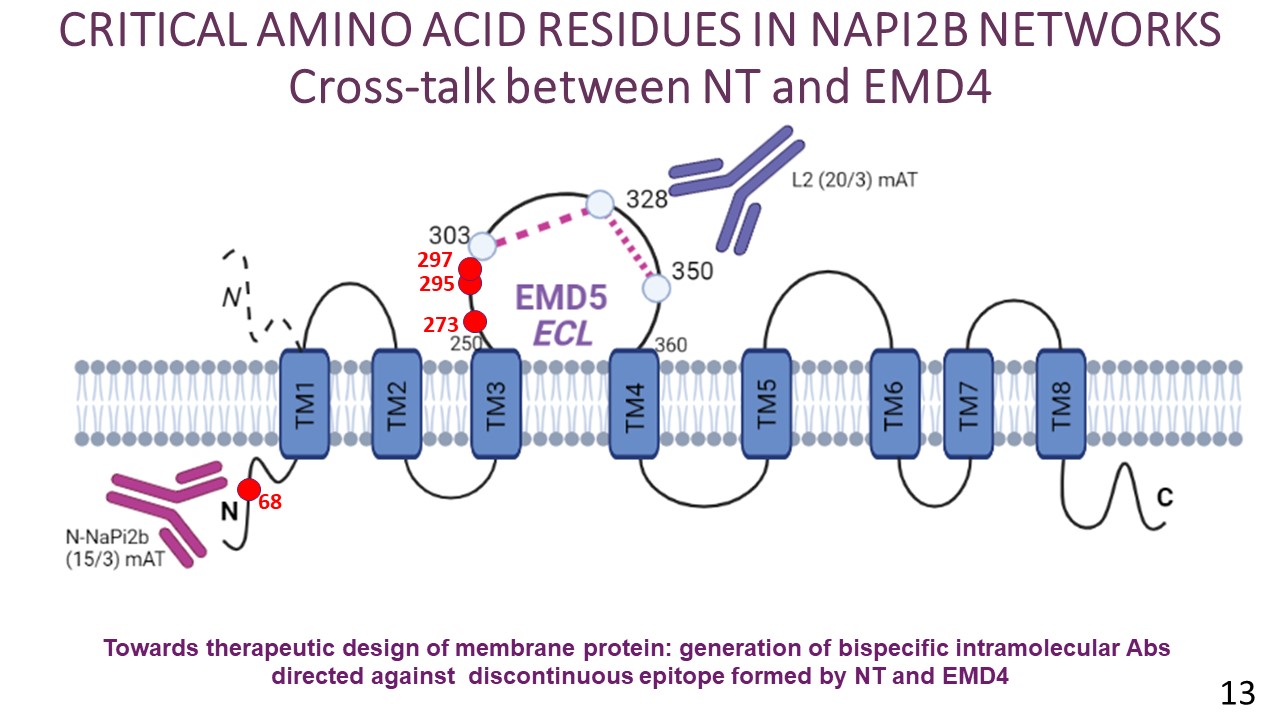 CRITICAL AMINO ACID RESIDUES IN NAPI2B NETWORKS
Cross-talk between NT and EMD4
L2 (20/3) mAT
328
303
297
295
350
N
EMD5
ECL
273
250
360
TM1
TM2
TM3
TM4
TM5
TM6
TM7
TM8
68
N
C
N-NaPi2b
(15/3) mAT
Towards therapeutic design of membrane protein: generation of bispecific intramolecular Abs
directed against discontinuous epitope formed by NT and EMD4
13